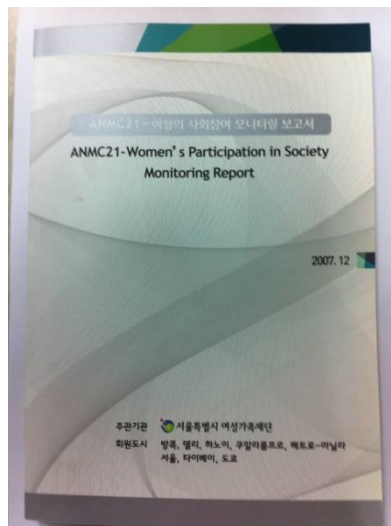 ANMC21-여성의 사회참여 모니터링 보고서
ANMC21-Women's Participation in Society
Monitoring Report
2007.12
주관기관 서울특별시 여성가족재단
회원도시 방콕, 델리, 하노이, 쿠알라룸푸르, 메트로-마닐라
서울, 타이베이, 도쿄